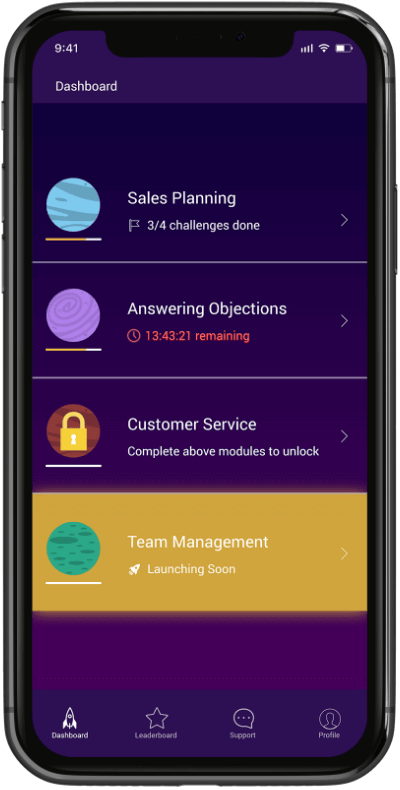 9:41
Dashboard
Sales Planning
3/4 challenges done
Answering Objections
13:43:21 remaining
Customer Service
Complete above modules to unlock
Team Management
Launching Soon
Dashboard
Leaderboard
Support
Profile